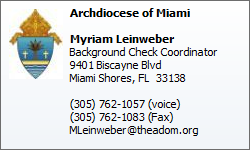 Archdiocese of Miami
Myriam Leinweber
Background Check Coordinator
9401 Biscayne Blvd
Miami Shores, FL  33138
(305) 762-1057 (voice)
(305) 762-1083 (Fax)
MLeinweber@theadom.org